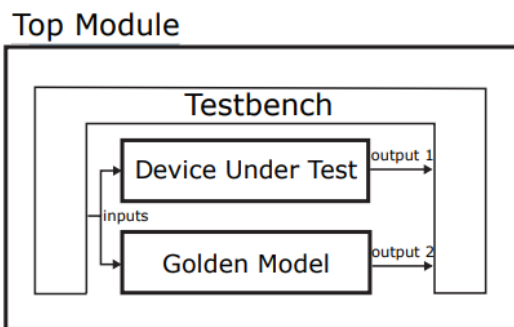 Top Module
Testbench
Device Under Test
output 1
inputs
Golden Model
output 2